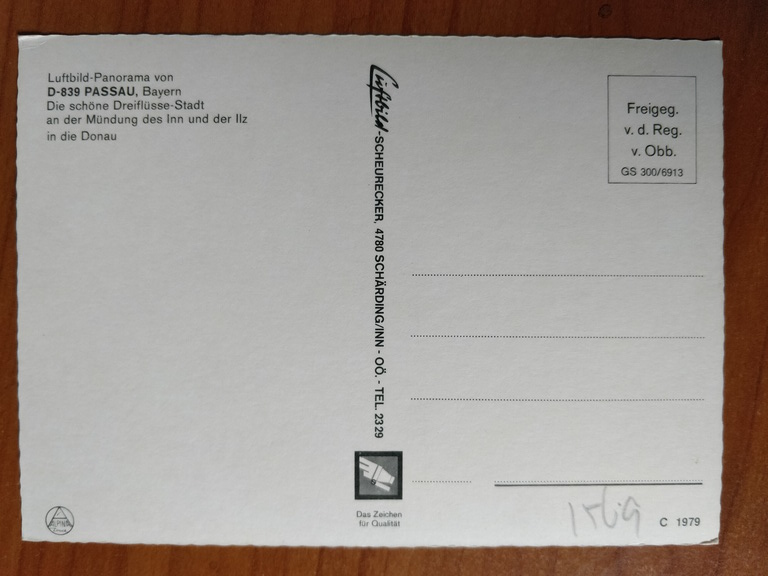 Luftbild-Panorama von
D-839 PASSAU, Bayern
Die schöne Dreiflüsse-Stadt
an der Mündung des Inn und der Ilz
in die Donau
Luftbild-SCHEURECKER, 4780 SCHÄRDING/INN - OÖ. - TEL. 23 29
Freigeg.
v. d. Reg.
v. Obb.
GS 300/6913
Das Zeichen
für Qualität
C 1979